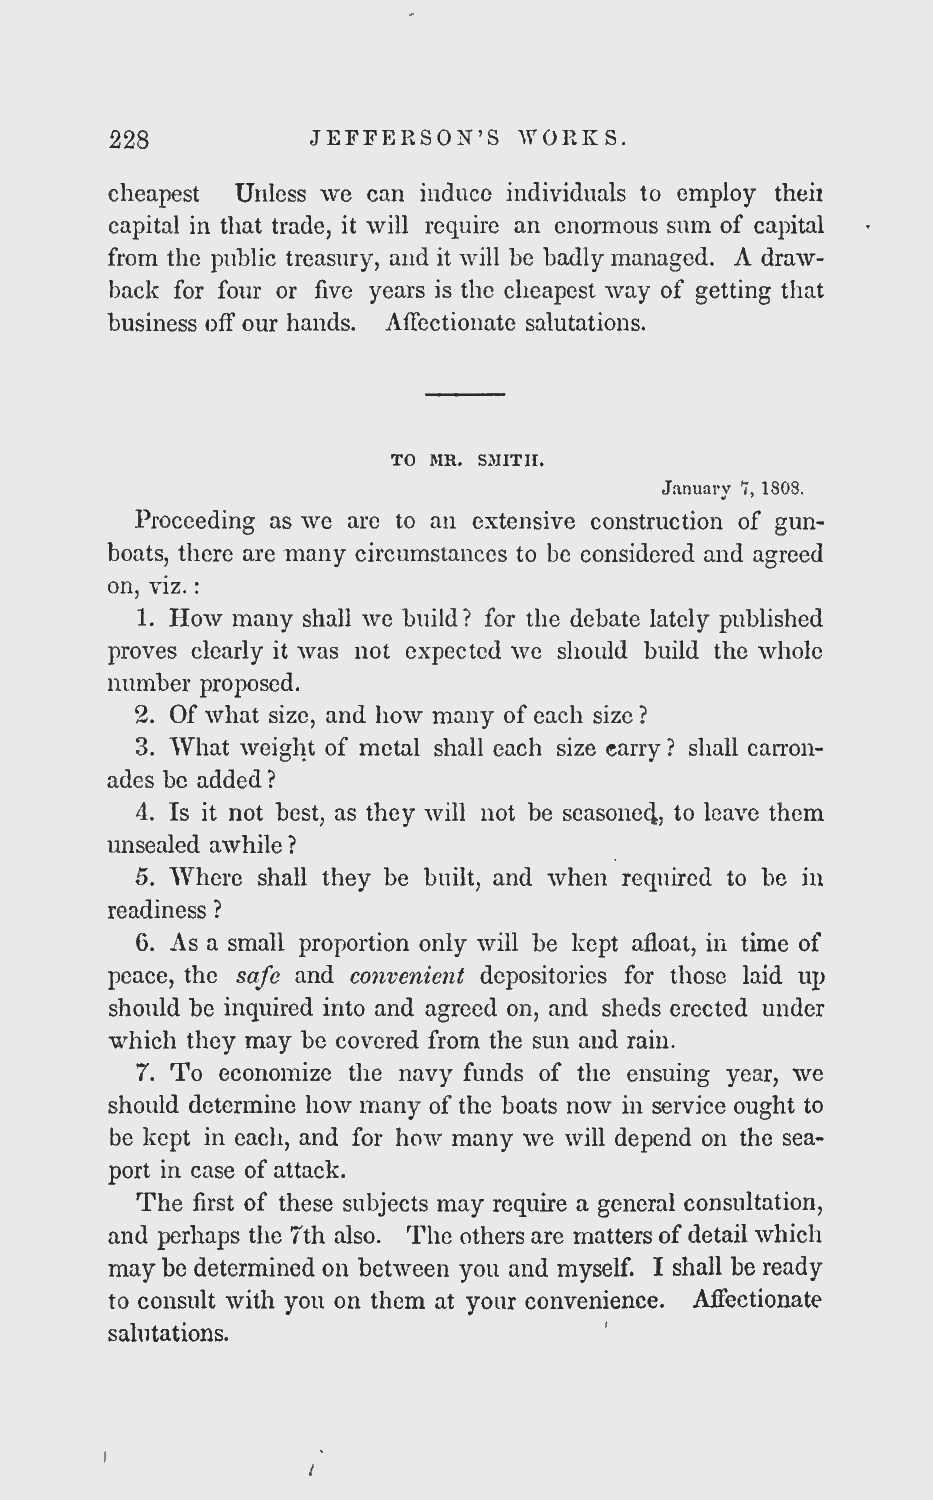 228 JEFFERSON'S WORKS.
cheapest Unless we can induce individuals to employ their
capital in that trade, it will require an enormous sum of capital
from the public treasury, and it will be badly managed. A draw-
back for four or five years is the cheapest way of getting that
business off our hands. Affectionate salutations.
TO MR. SMITH.
January 7, 1808.
Proceeding as we are to an extensive construction of gun-
boats, there are many circumstances to be considered and agreed
on, viz. :
1. How many shall we build? for the debate lately published
proves clearly it was not expected we should build the whole
number proposed.
2. Of what size, and how many of each size?
3. What weight of metal shall each size carry? shall carron-
ades be added?
4. Is it not best, as they will not be seasoned, to leave them
unsealed awhile?
5. Where shall they be built, and when required to be in
readiness?
6. As a small proportion only will be kept afloat, in time of
peace, the safe and convenient depositories for those laid up
should be inquired into and agreed on, and sheds erected under
which they may be covered from the sun and rain.
7. To economize the navy funds of the ensuing year, we
should determine how many of the boats now in service ought to
be kept in each, and for how many we will depend on the sea-
port in case of attack.
The first of these subjects may require a general consultation,
and perhaps the 7th also. The others are matters of detail which
may be determined on between you and myself. I shall be ready
to consult with you on them at your convenience. Affectionate
salutations.